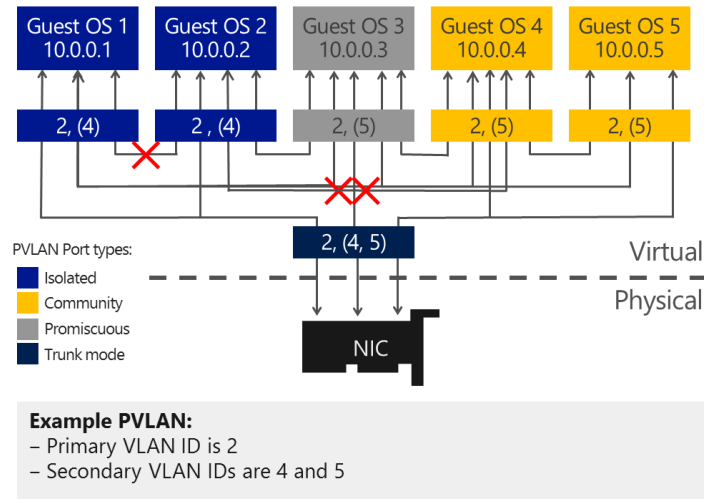 Guest OS 1
10.0.0.1
Guest OS 2
10.0.0.2
Guest OS 3
10.0.0.3
Guest OS 4
10.0.0.4
Guest OS 5
10.0.0.5
2, (4)
2 , (4)
2, (5)
2, (5)
2, (5)
2, (4, 5)
Virtual
Physical
PVLAN Port types:
Isolated
Community
Promiscuous
Trunk mode
NIC
Example PVLAN:
– Primary VLAN ID is 2
– Secondary VLAN IDs are 4 and 5